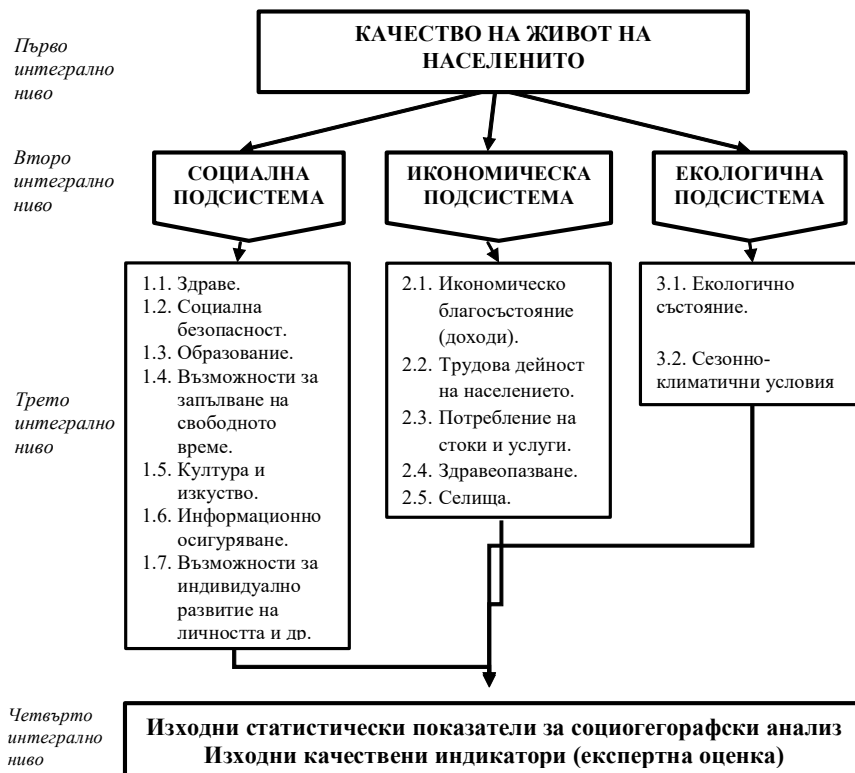 Първо
интегрално
ниво
КАЧЕСТВО НА ЖИВОТ НА
НАСЕЛЕНИТО
Второ
интегрално
ниво
СОЦИАЛНА
ПОДСИСТЕМА
ИКОНОМИЧЕСКА
ПОДСИСТЕМА
ЕКОЛОГИЧНА
ПОДСИСТЕМА
Трето
интегрално
ниво
1.1. Здраве.
1.2. Социална
безопасност.
1.3. Образование.
1.4. Възможности за
запълване на
свободното
време.
1.5. Култура и
изкуство.
1.6. Информационно
осигуряване.
1.7. Възможности за
индивидуално
развитие на
личността и др.
2.1. Икономическо
благосъстояние
(доходи).
2.2. Трудова дейност
на населението.
2.3. Потребление на
стоки и услуги.
2.4. Здравеопазване.
2.5. Селища.
3.1. Екологично
състояние.
3.2. Сезонно-
климатични условия
Четвърто
интегрално
ниво
Изходни статистически показатели за социогегорафски анализ
Изходни качествени индикатори (експертна оценка)